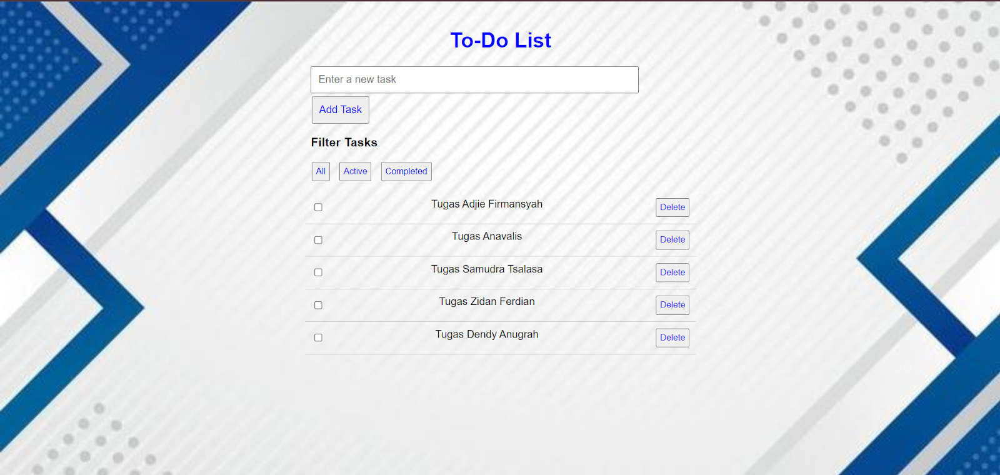 To-Do List
Enter a new task
Add Task
Filter Tasks
All Active Completed
Tugas Adjie Firmansyah Delete
Tugas Anavalis Delete
Tugas Samudra Tsalasa Delete
Tugas Zidan Ferdian Delete
Tugas Dendy Anugrah Delete